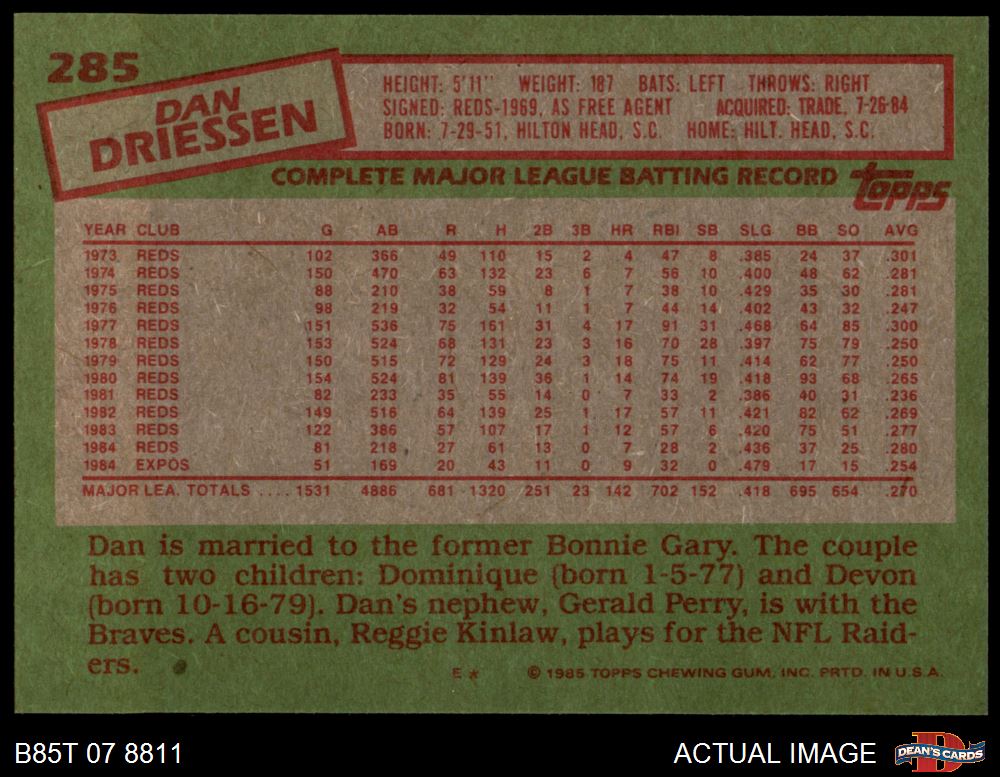 285
DAN
DRIESSEN
HEIGHT: 5'11" WEIGHT: 187 BATS: LEFT THROWS: RIGHT
SIGNED: REDS-1969, AS FREE AGENT ACQUIRED: TRADE, 7-26-84
BORN: 7-29-51, HILTON HEAD, S.C. HOME: HILT. HEAD, S.C.
COMPLETE MAJOR LEAGUE BATTING RECORD topps
YEAR CLUB G AB R H 2B 3B HR RBI SB SLG BB SO AVG
1973 REDS 102 366 49 110 15 2 4 47 8 .385 24 37 .301
1974 REDS 150 470 63 132 23 6 7 56 10 .400 48 62 .281
1975 REDS 88 210 38 59 8 1 7 38 10 .429 35 30 .281
1976 REDS 98 219 32 54 11 1 7 44 14 .402 43 32 .247
1977 REDS 151 536 75 161 31 4 17 91 31 .468 64 85 .300
1978 REDS 153 524 68 131 23 3 16 70 28 .397 75 79 .250
1979 REDS 150 515 72 129 24 3 18 75 11 .414 62 77 .250
1980 REDS 154 524 81 139 36 1 14 74 19 .418 93 68 .265
1981 REDS 82 233 35 55 14 0 7 33 2 .386 40 31 .236
1982 REDS 149 516 64 139 25 1 17 57 11 .421 82 62 .269
1983 REDS 122 386 57 107 17 1 12 57 6 .420 75 51 .277
1984 REDS 81 218 27 61 13 0 7 28 2 .436 37 25 .280
1984 EXPOS 51 169 20 43 11 0 9 32 0 .479 17 15 .254
MAJOR LEA. TOTALS .... 1531 4886 681 1320 251 23 142 702 152 .418 695 654 .270
Dan is married to the former Bonnie Gary. The couple
has two children: Dominique (born 1-5-77) and Devon
(born 10-16-79). Dan's nephew, Gerald Perry, is with the
Braves. A cousin, Reggie Kinlaw, plays for the NFL Raid-
ers.
E * © 1985 TOPPS CHEWING GUM, INC. PRTD. IN U.S.A.
B85T 07 8811 ACTUAL IMAGE DEAN'S CARDS